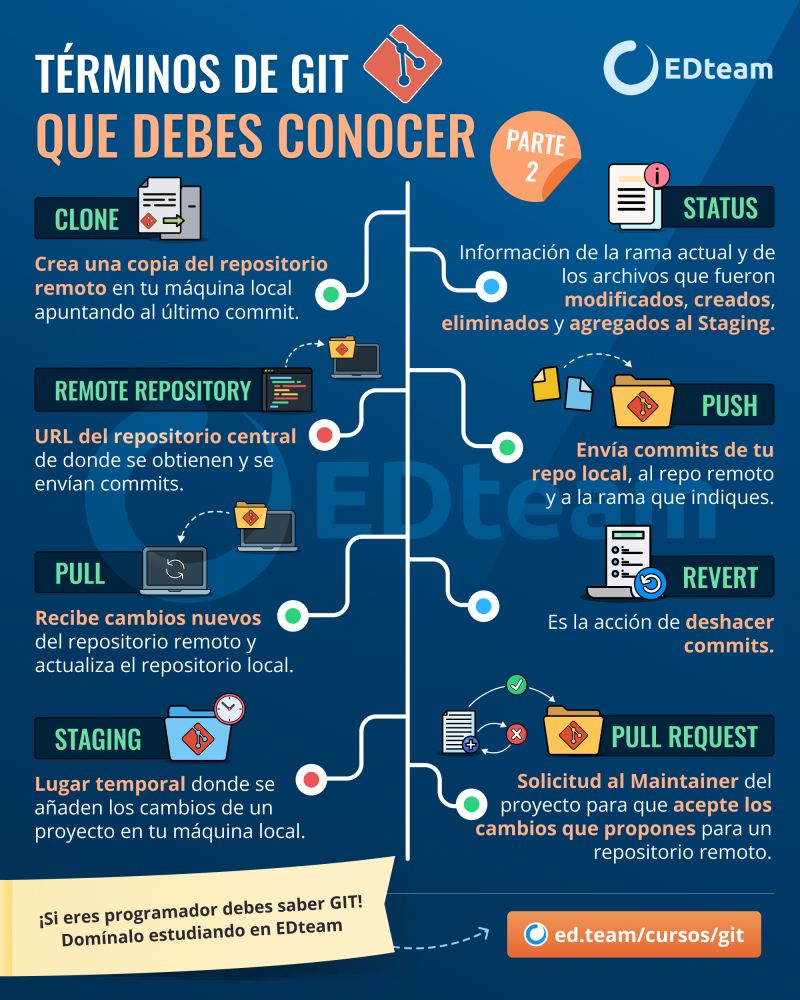 TÉRMINOS DE GIT
QUE DEBES CONOCER
PARTE
2
EDteam
CLONE
Crea una copia del repositorio
remoto en tu máquina local
apuntando al último commit.
STATUS
Información de la rama actual y de
los archivos que fueron
modificados, creados,
eliminados y agregados al Staging.
REMOTE REPOSITORY
URL del repositorio central
de donde se obtienen y se
envían commits.
PUSH
Envía commits de tu
repo local, al repo remoto
y a la rama que indiques.
EDteam
PULL
Recibe cambios nuevos
del repositorio remoto y
actualiza el repositorio local.
REVERT
Es la acción de deshacer
commits.
STAGING
Lugar temporal donde se
añaden los cambios de un
proyecto en tu máquina local.
PULL REQUEST
Solicitud al Maintainer del
proyecto para que acepte los
cambios que propones para un
repositorio remoto.
¡Si eres programador debes saber GIT!
Domínalo estudiando en EDteam
ed.team/cursos/git